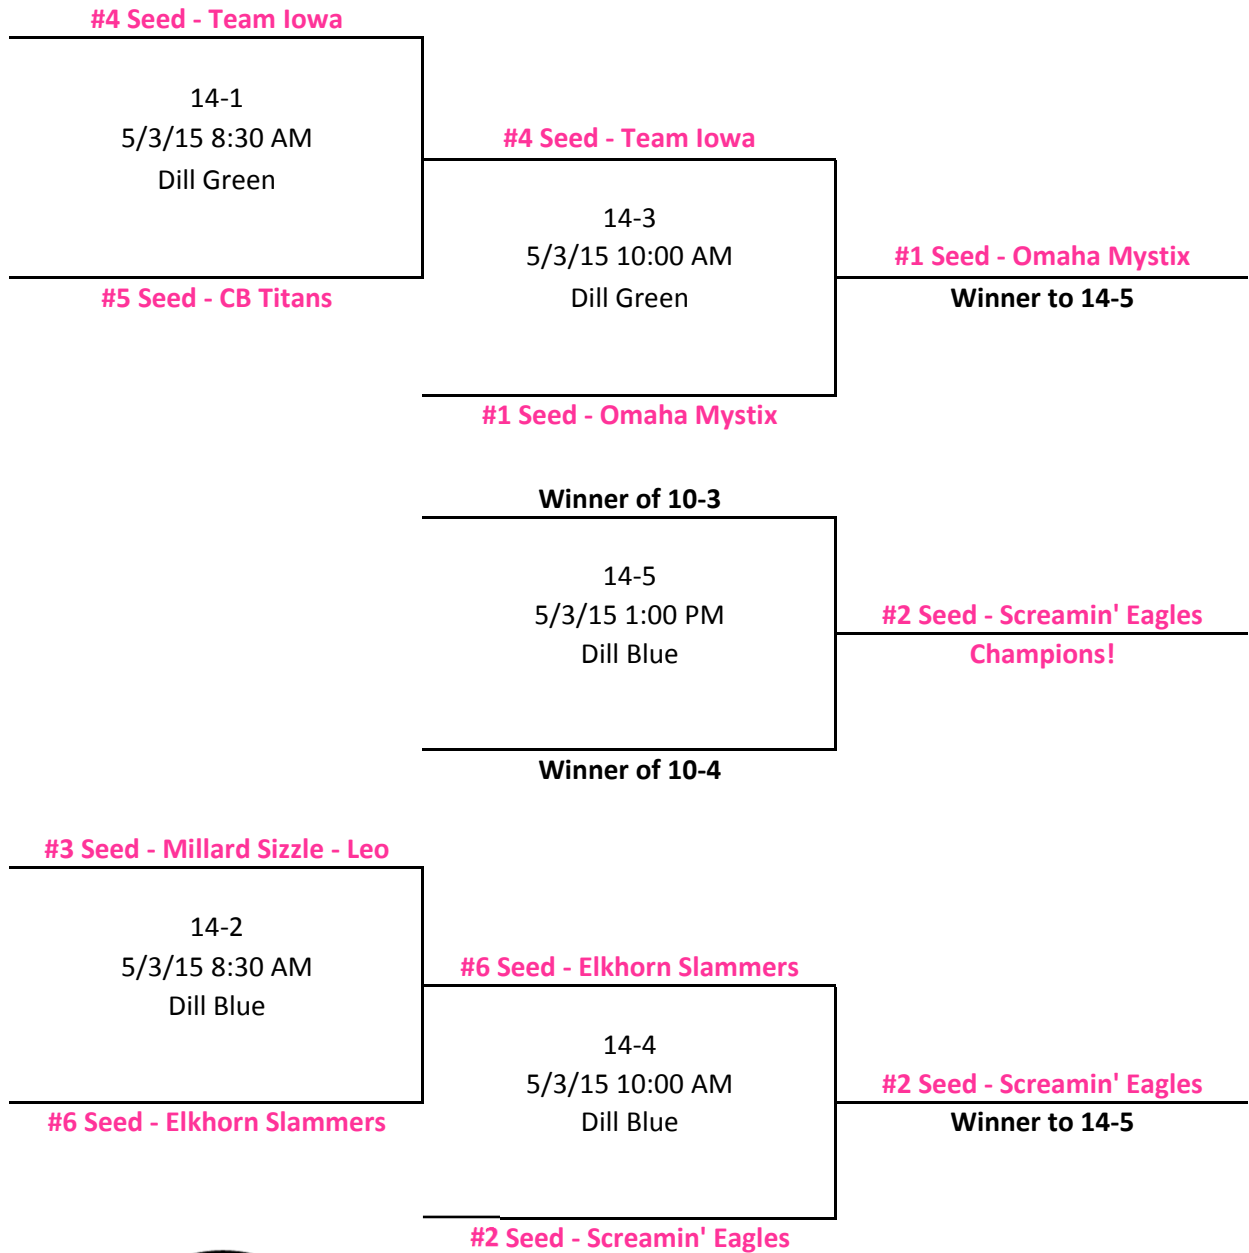 #4 Seed - Team Iowa
14-1
5/3/15 8:30 AM
Dill Green
#5 Seed - CB Titans
#4 Seed - Team Iowa
14-3
5/3/15 10:00 AM
Dill Green
#1 Seed - Omaha Mystix
#1 Seed - Omaha Mystix
Winner to 14-5
Winner of 10-3
14-5
5/3/15 1:00 PM
Dill Blue
Winner of 10-4
#2 Seed - Screamin' Eagles
Champions!
#3 Seed - Millard Sizzle - Leo
14-2
5/3/15 8:30 AM
Dill Blue
#6 Seed - Elkhorn Slammers
#6 Seed - Elkhorn Slammers
14-4
5/3/15 10:00 AM
Dill Blue
#2 Seed - Screamin' Eagles
#2 Seed - Screamin' Eagles
Winner to 14-5